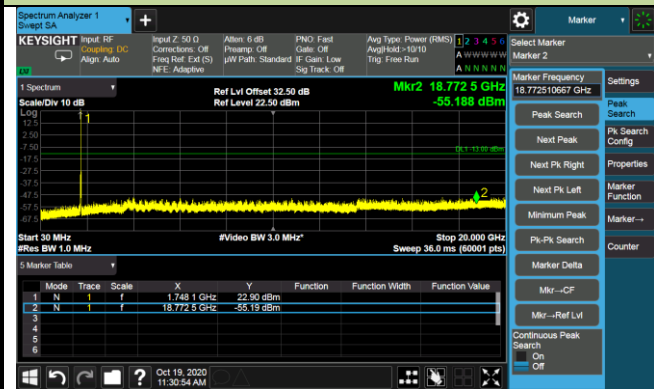 Spectrum Analyzer 1
Swept SA
+
Marker
KEYSIGHT
Input: RF
Coupling: DC
Align: Auto
Input Z: 50 Ω
Corrections: Off
Freq Ref: Ext (S)
NFE: Adaptive
Atten: 6 dB
Preamp: Off
µW Path: Standard
PNO: Fast
Gate: Off
IF Gain: Low
Sig Track: Off
Avg Type: Power (RMS)
Avg|Hold:>10/10
Trig: Free Run
1 2 3 4 5 6
A W W W W W
A N N N N N
Select Marker
Marker 2
LXI
1 Spectrum
Scale/Div 10 dB
Ref Lvl Offset 32.50 dB
Ref Level 22.50 dBm
Mkr2 18.772 5 GHz
-55.188 dBm
Log
12.5
2.50
-7.50
-17.5
-27.5
-37.5
-47.5
-57.5
-67.5
1
DL1 -13.00 dBm
2
Start 30 MHz
#Res BW 1.0 MHz
#Video BW 3.0 MHz*
Stop 20.000 GHz
Sweep 36.0 ms (60001 pts)
5 Marker Table
Mode Trace Scale X Y Function Function Width Function Value
1 N 1 f 1.748 1 GHz 22.90 dBm
2 N 1 f 18.772 5 GHz -55.19 dBm
3
4
5
6
Marker Frequency
18.772510667 GHz
Peak Search
Next Peak
Next Pk Right
Next Pk Left
Minimum Peak
Pk-Pk Search
Marker Delta
Mkr→CF
Mkr→Ref Lvl
Continuous Peak
Search
On
Off
Settings
Peak
Search
Pk Search
Config
Properties
Marker
Function
Marker→
Counter
?
Oct 19, 2020
11:30:54 AM